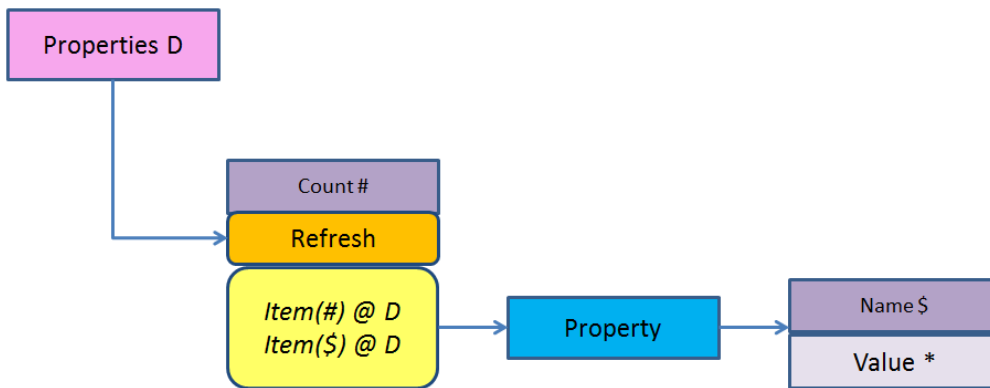 Properties D
Count #
Refresh
Item(#) @ D
Item($) @ D
Property
Name $
Value *